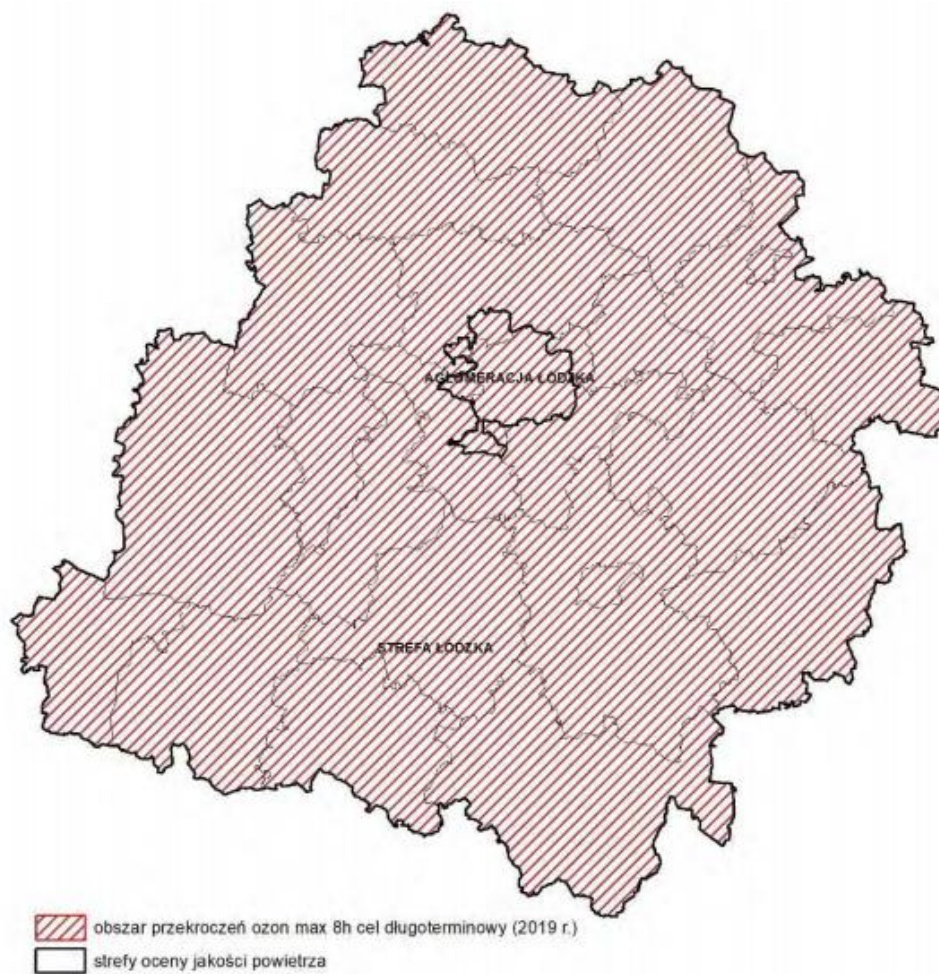 AGLOMERACJA ŁÓDZKA
STREFA ŁÓDZKA
obszar przekroczeń ozon max 8h cel długoterminowy (2019 r.)
strefy oceny jakości powietrza